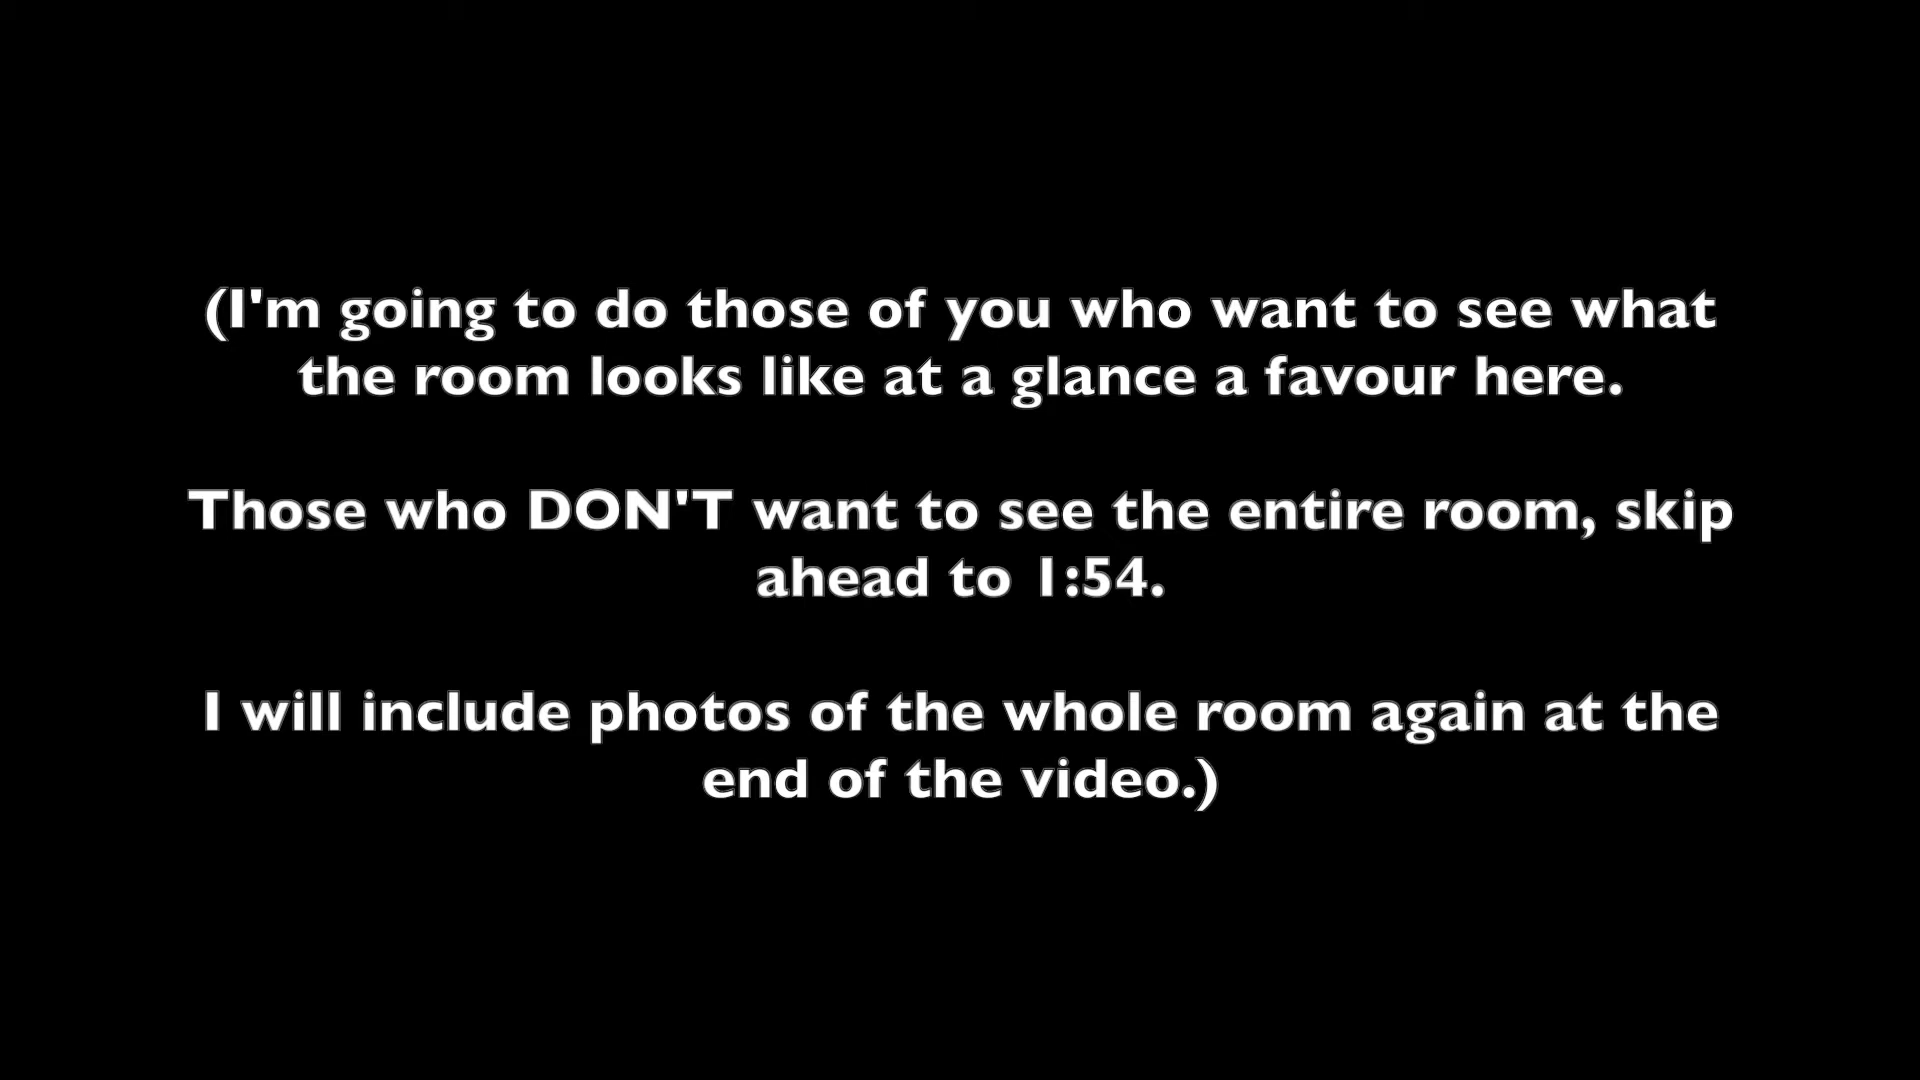 (I'm going to do those of you who want to see what
the room looks like at a glance a favour here.
Those who DON'T want to see the entire room, skip
ahead to 1:54.
I will include photos of the whole room again at the
end of the video.)